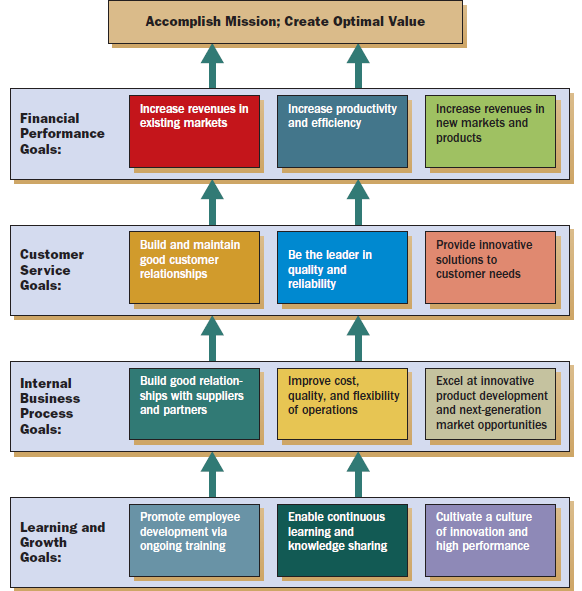 Accomplish Mission; Create Optimal Value
Financial
Performance
Goals:
Increase revenues in
existing markets
Increase productivity
and efficiency
Increase revenues in
new markets and
products
Customer
Service
Goals:
Build and maintain
good customer
relationships
Be the leader in
quality and
reliability
Provide innovative
solutions to
customer needs
Internal
Business
Process
Goals:
Build good relation-
ships with suppliers
and partners
Improve cost,
quality, and flexibility
of operations
Excel at innovative
product development
and next-generation
market opportunities
Learning and
Growth
Goals:
Promote employee
development via
ongoing training
Enable continuous
learning and
knowledge sharing
Cultivate a culture
of innovation and
high performance